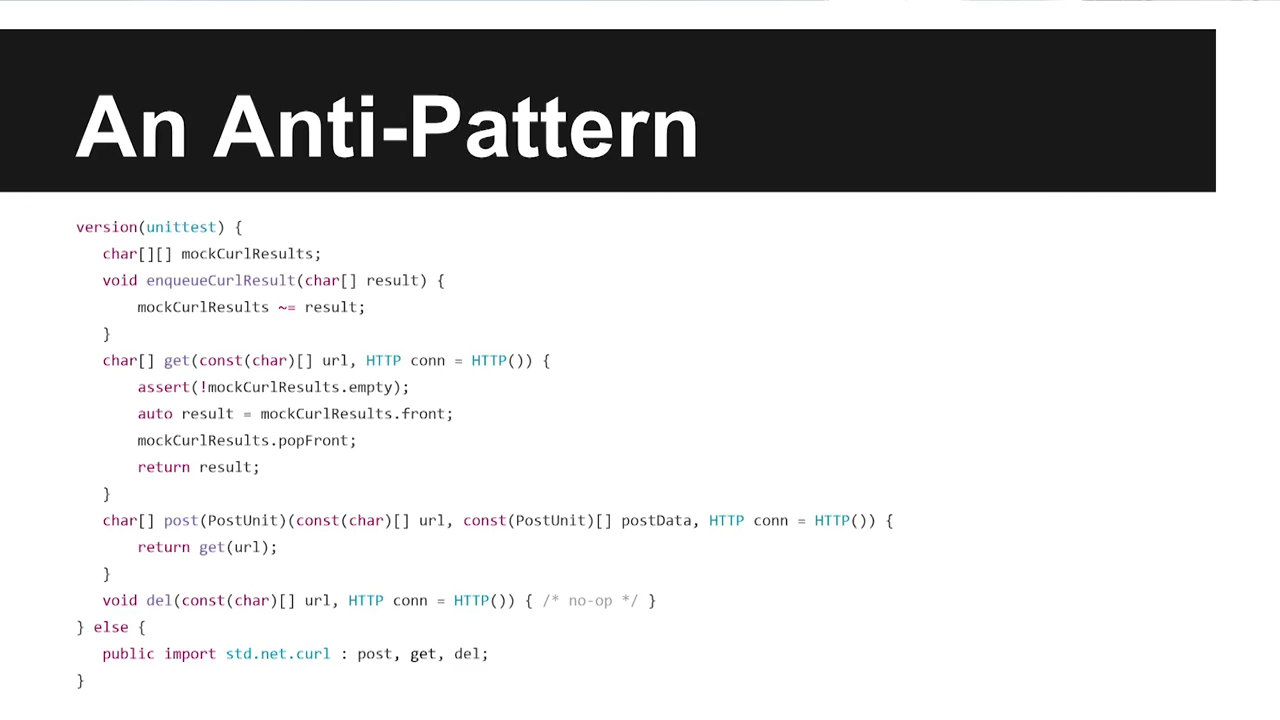 An Anti-Pattern
version(unittest) {
char[][] mockCurlResults;
void enqueueCurlResult(char[] result) {
mockCurlResults ~= result;
}
char[] get(const(char)[] url, HTTP conn = HTTP()) {
assert(!mockCurlResults.empty);
auto result = mockCurlResults.front;
mockCurlResults.popFront;
return result;
}
char[] post(PostUnit)(const(char)[] url, const(PostUnit)[] postData, HTTP conn = HTTP()) {
return get(url);
}
void del(const(char)[] url, HTTP conn = HTTP()) { /* no-op */ }
} else {
public import std.net.curl : post, get, del;
}